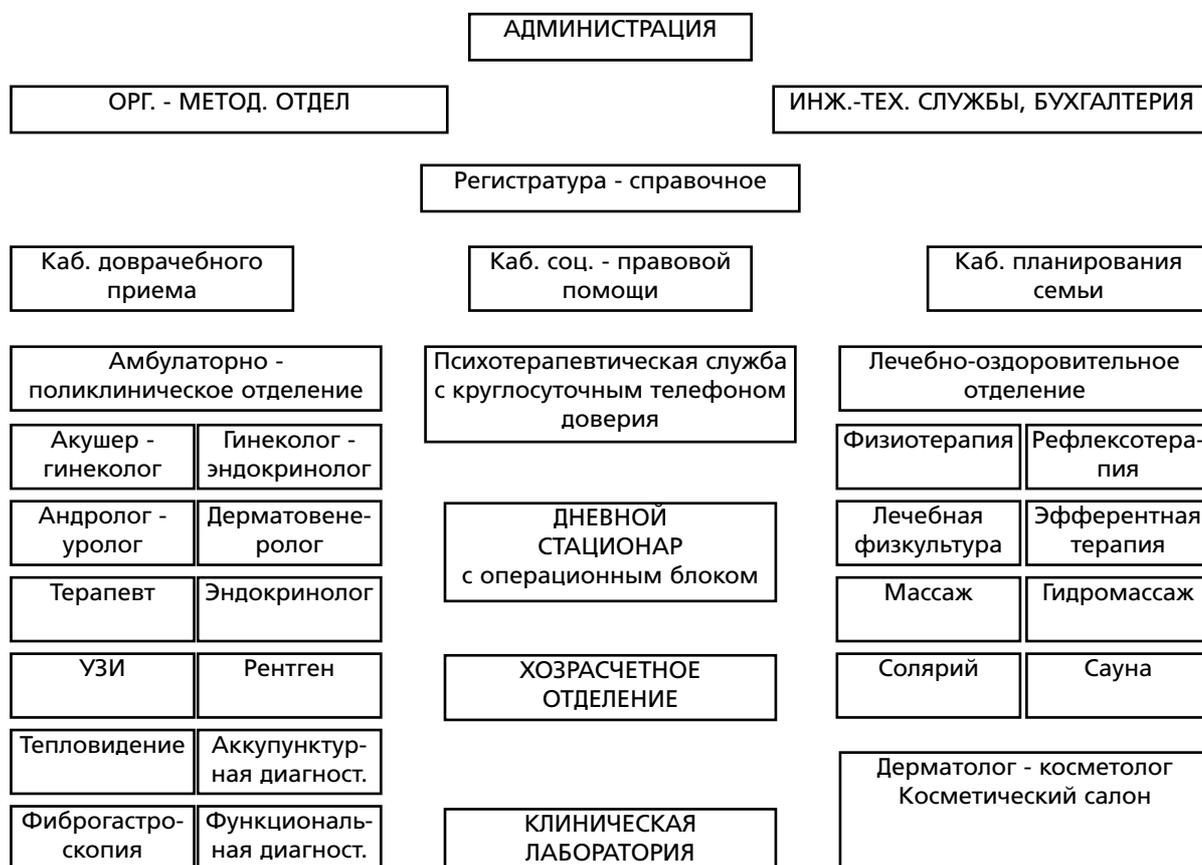 АДМИНИСТРАЦИЯ
ОРГ. - МЕТОД. ОТДЕЛ
ИНЖ.-ТЕХ. СЛУЖБЫ, БУХГАЛТЕРИЯ
Регистратура - справочное
Каб. доврачебного
приема
Каб. соц. - правовой
помощи
Каб. планирования
семьи
Амбулаторно -
поликлиническое отделение
Акушер -
гинеколог
Гинеколог -
эндокринолог
Андролог -
уролог
Дерматовене-
ролог
Терапевт
Эндокринолог
УЗИ
Рентген
Тепловидение
Аккупунктур-
ная диагност.
Фиброгастро-
скопия
Функциональ-
ная диагност.
Психотерапевтическая служба
с круглосуточным телефоном
доверия
ДНЕВНОЙ
СТАЦИОНАР
с операционным блоком
ХОЗРАСЧЕТНОЕ
ОТДЕЛЕНИЕ
КЛИНИЧЕСКАЯ
ЛАБОРАТОРИЯ
Лечебно-оздоровительное
отделение
Физиотерапия
Рефлексотера-
пия
Лечебная
физкультура
Эфферентная
терапия
Массаж
Гидромассаж
Солярий
Сауна
Дерматолог - косметолог
Косметический салон